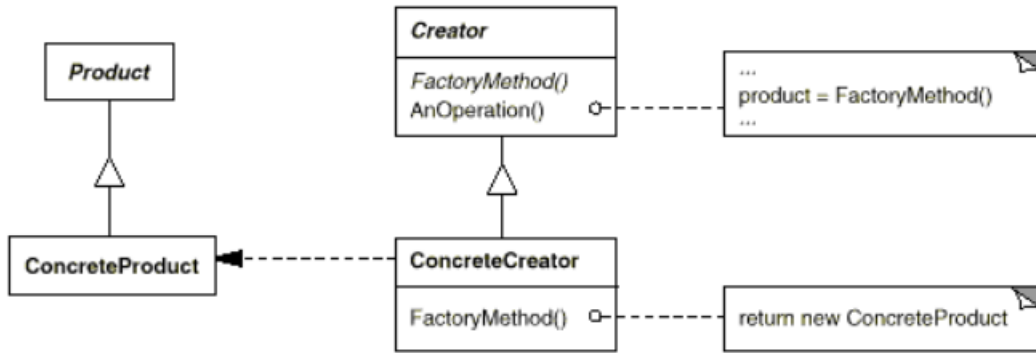 Product
ConcreteProduct
Creator
FactoryMethod()
AnOperation()
...
product = FactoryMethod()
...
ConcreteCreator
FactoryMethod()
return new ConcreteProduct